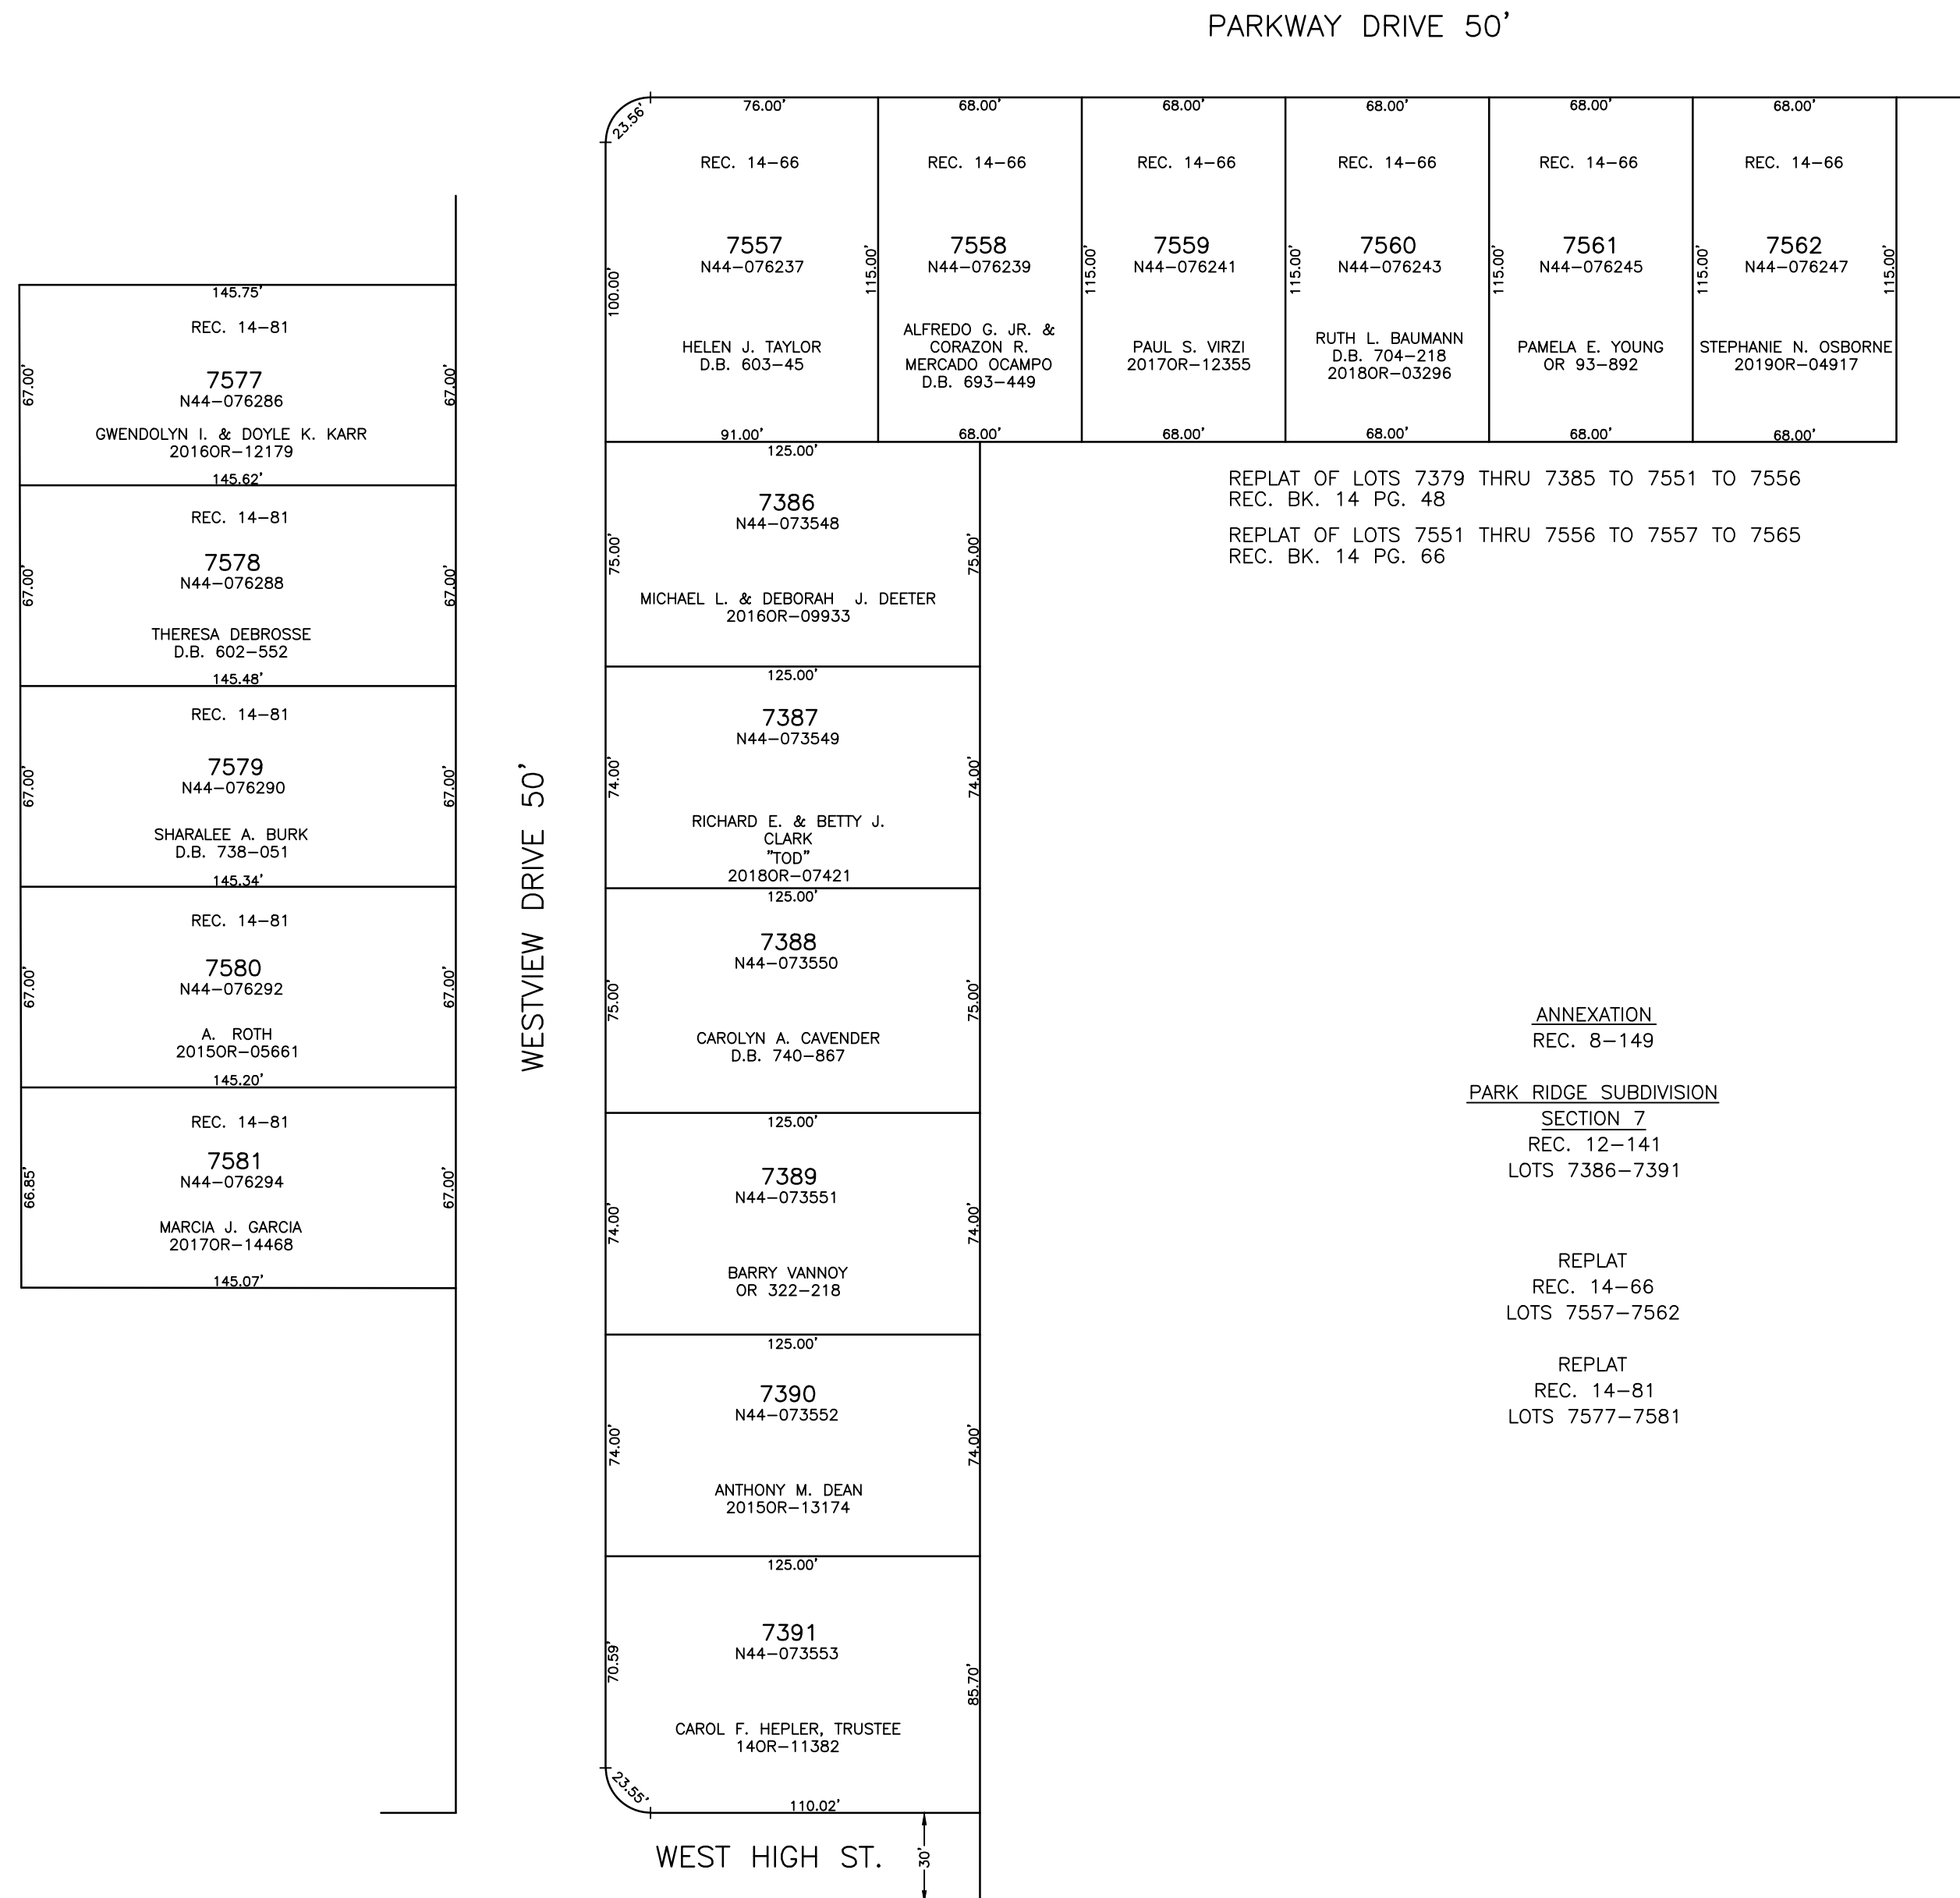 PARKWAY DRIVE 50'
23.56'
76.00'
68.00'
68.00'
68.00'
68.00'
68.00'
REC. 14-66
7557
N44-076237
HELEN J. TAYLOR
D.B. 603-45
100.00'
115.00'
91.00'
REC. 14-66
7558
N44-076239
ALFREDO G. JR. &
CORAZON R.
MERCADO OCAMPO
D.B. 693-449
115.00'
68.00'
REC. 14-66
7559
N44-076241
PAUL S. VIRZI
2017OR-12355
115.00'
68.00'
REC. 14-66
7560
N44-076243
RUTH L. BAUMANN
D.B. 704-218
2018OR-03296
115.00'
68.00'
REC. 14-66
7561
N44-076245
PAMELA E. YOUNG
OR 93-892
115.00'
68.00'
REC. 14-66
7562
N44-076247
STEPHANIE N. OSBORNE
2019OR-04917
115.00'
68.00'
145.75'
REC. 14-81
7577
N44-076286
GWENDOLYN I. & DOYLE K. KARR
2016OR-12179
67.00'
67.00'
145.62'
REC. 14-81
7578
N44-076288
THERESA DEBROSSE
D.B. 602-552
67.00'
67.00'
145.48'
REC. 14-81
7579
N44-076290
SHARALEE A. BURK
D.B. 738-051
67.00'
67.00'
145.34'
REC. 14-81
7580
N44-076292
A. ROTH
2015OR-05661
67.00'
67.00'
145.20'
REC. 14-81
7581
N44-076294
MARCIA J. GARCIA
2017OR-14468
66.85'
67.00'
145.07'
WESTVIEW DRIVE 50'
125.00'
7386
N44-073548
MICHAEL L. & DEBORAH J. DEETER
2016OR-09933
75.00'
75.00'
125.00'
7387
N44-073549
RICHARD E. & BETTY J.
CLARK
"TOD"
2018OR-07421
74.00'
74.00'
125.00'
7388
N44-073550
CAROLYN A. CAVENDER
D.B. 740-867
75.00'
75.00'
125.00'
7389
N44-073551
BARRY VANNOY
OR 322-218
74.00'
74.00'
125.00'
7390
N44-073552
ANTHONY M. DEAN
2015OR-13174
74.00'
74.00'
125.00'
7391
N44-073553
CAROL F. HEPLER, TRUSTEE
14OR-11382
70.59'
85.70'
23.55'
110.02'
WEST HIGH ST.
30'
REPLAT OF LOTS 7379 THRU 7385 TO 7551 TO 7556
REC. BK. 14 PG. 48
REPLAT OF LOTS 7551 THRU 7556 TO 7557 TO 7565
REC. BK. 14 PG. 66
ANNEXATION
REC. 8-149
PARK RIDGE SUBDIVISION
SECTION 7
REC. 12-141
LOTS 7386-7391
REPLAT
REC. 14-66
LOTS 7557-7562
REPLAT
REC. 14-81
LOTS 7577-7581